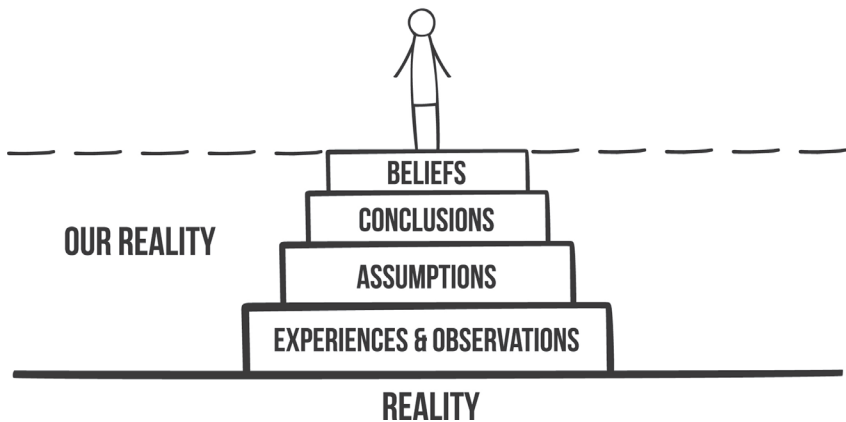 BELIEFS
CONCLUSIONS
OUR REALITY
ASSUMPTIONS
EXPERIENCES & OBSERVATIONS
REALITY